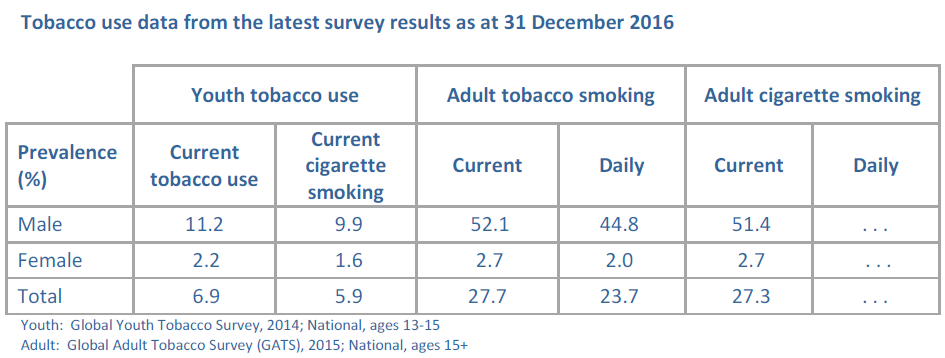 Tobacco use data from the latest survey results as at 31 December 2016
Youth tobacco use Adult tobacco smoking Adult cigarette smoking
Prevalence (%) Current tobacco use Current cigarette smoking Current Daily Current Daily
Male 11.2 9.9 52.1 44.8 51.4 . . .
Female 2.2 1.6 2.7 2.0 2.7 . . .
Total 6.9 5.9 27.7 23.7 27.3 . . .
Youth: Global Youth Tobacco Survey, 2014; National, ages 13-15
Adult: Global Adult Tobacco Survey (GATS), 2015; National, ages 15+